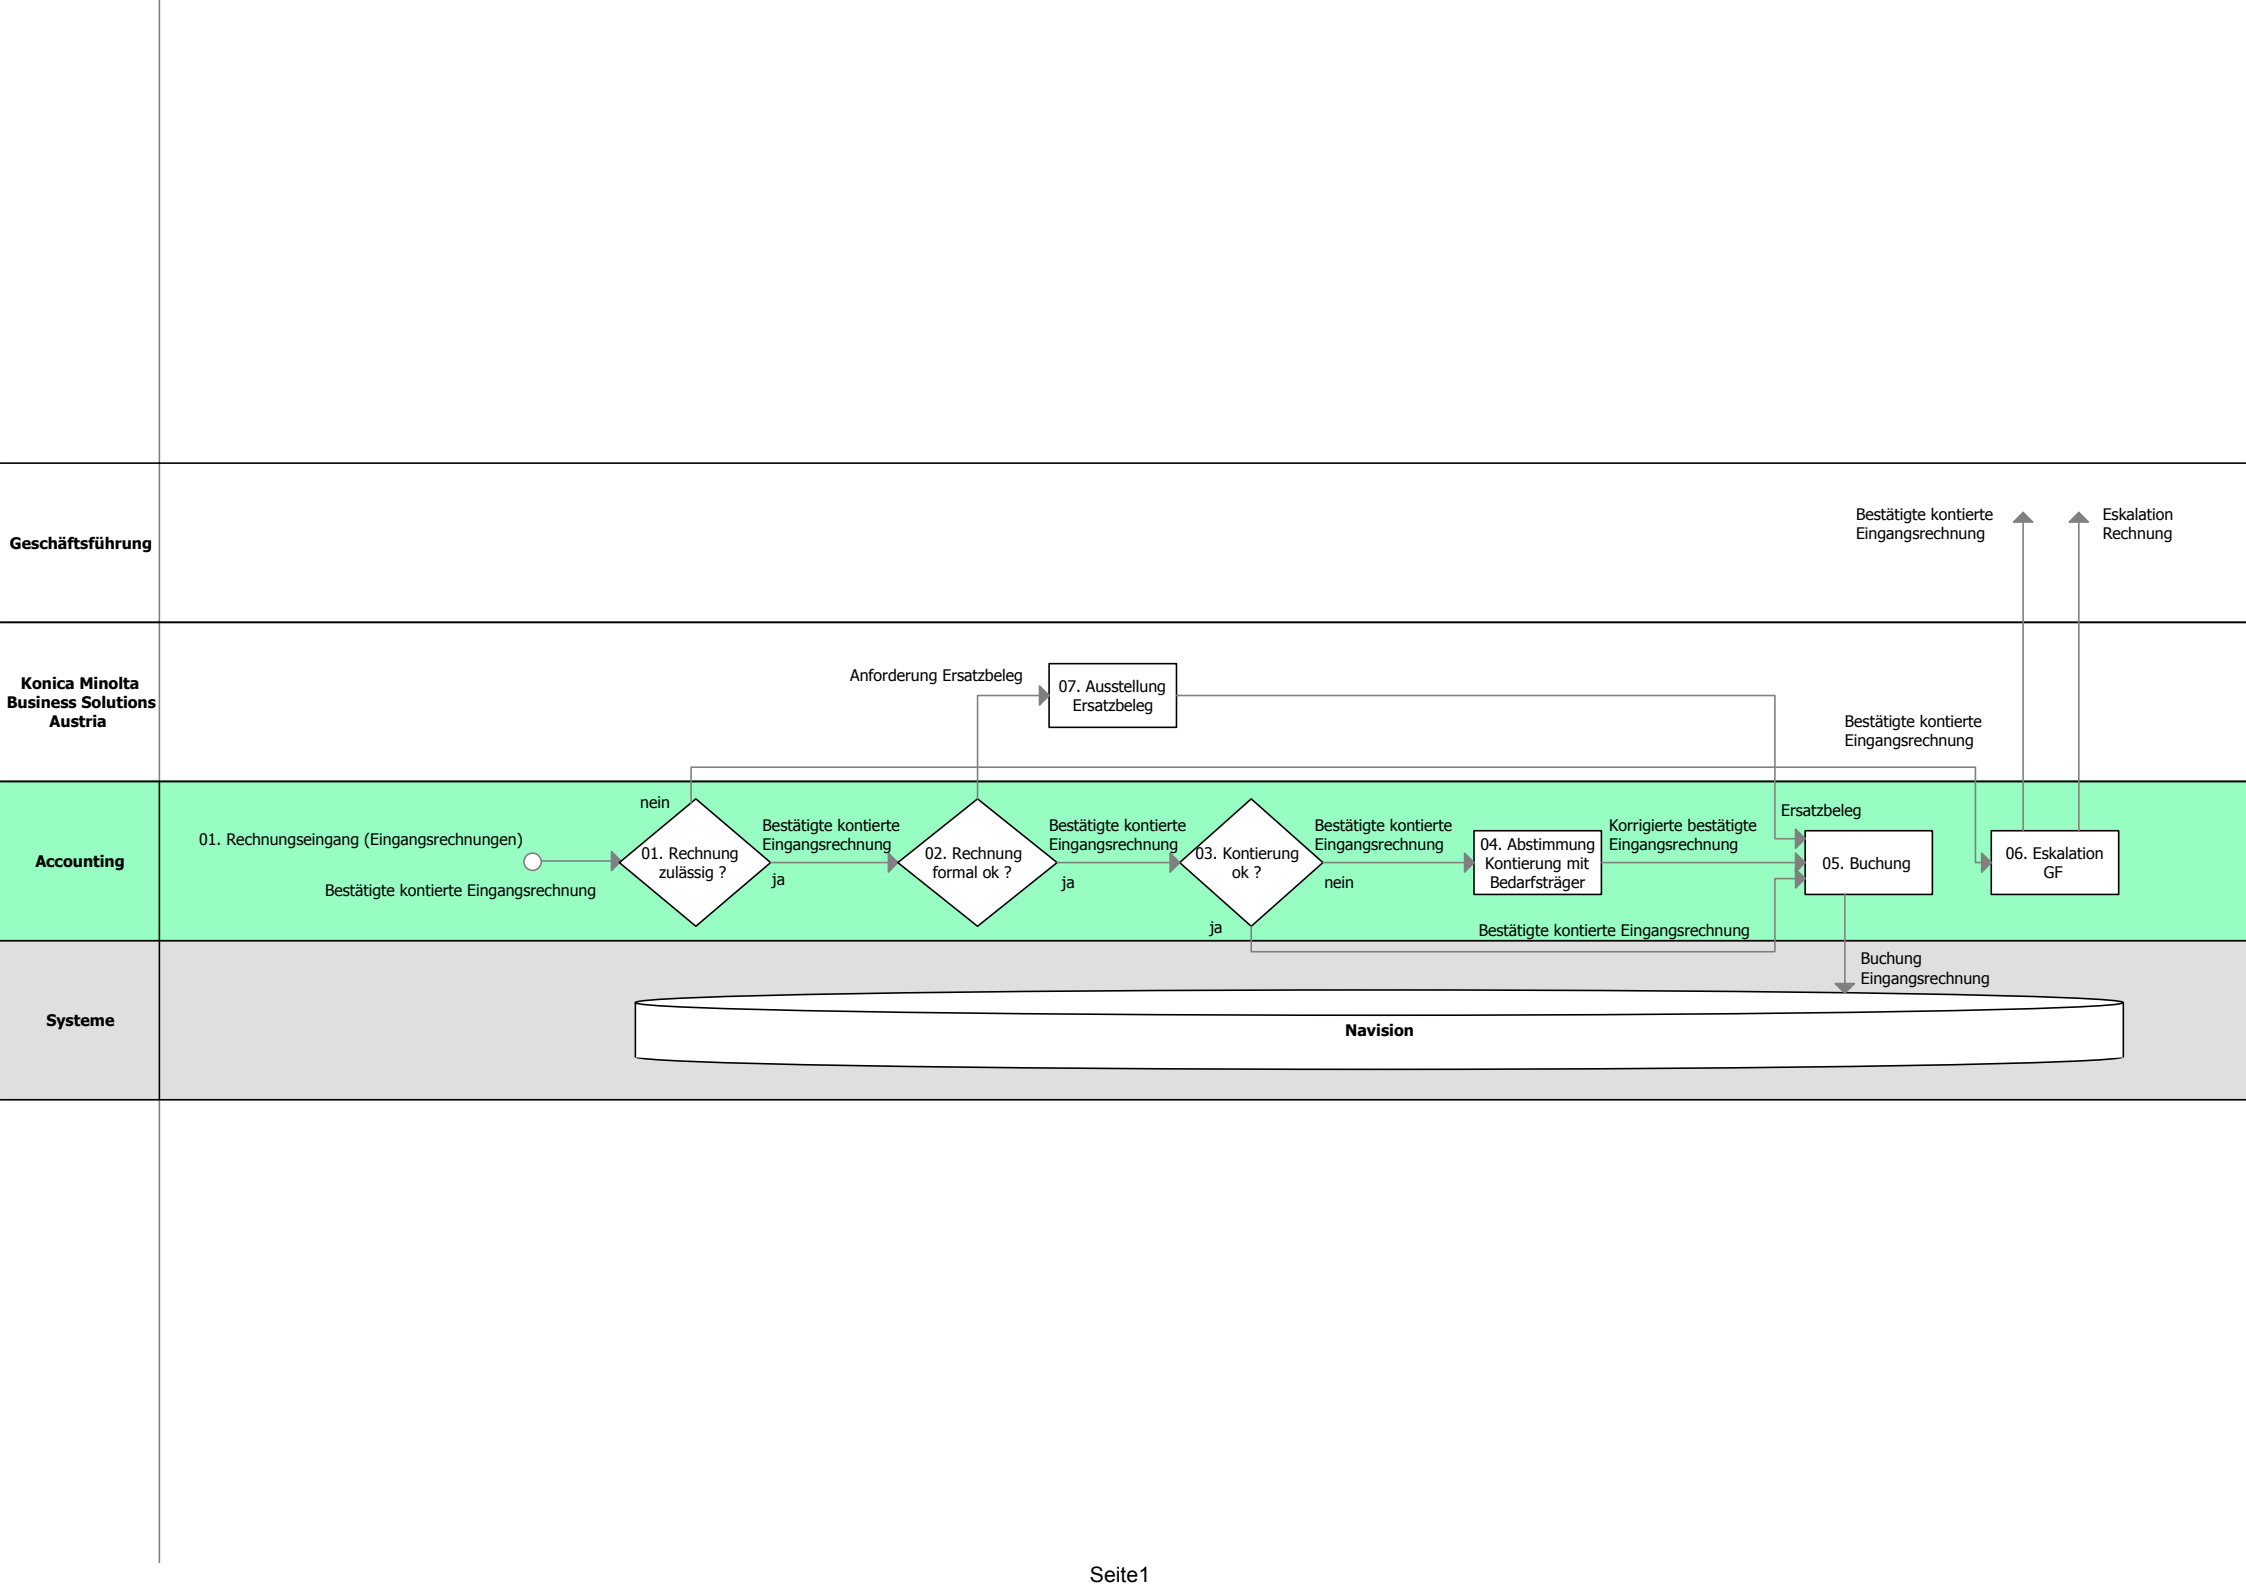 Geschäftsführung
Bestätigte kontierte
Eingangsrechnung
Eskalation
Rechnung
Konica Minolta
Business Solutions
Austria
Anforderung Ersatzbeleg
07. Ausstellung
Ersatzbeleg
Bestätigte kontierte
Eingangsrechnung
Accounting
01. Rechnungseingang (Eingangsrechnungen)
Bestätigte kontierte Eingangsrechnung
nein
01. Rechnung
zulässig ?
Bestätigte kontierte
Eingangsrechnung
ja
02. Rechnung
formal ok ?
Bestätigte kontierte
Eingangsrechnung
ja
03. Kontierung
ok ?
ja
Bestätigte kontierte
Eingangsrechnung
nein
04. Abstimmung
Kontierung mit
Bedarfsträger
Korrigierte bestätigte
Eingangsrechnung
Bestätigte kontierte Eingangsrechnung
Ersatzbeleg
05. Buchung
06. Eskalation
GF
Systeme
Buchung
Eingangsrechnung
Navision
Seite1